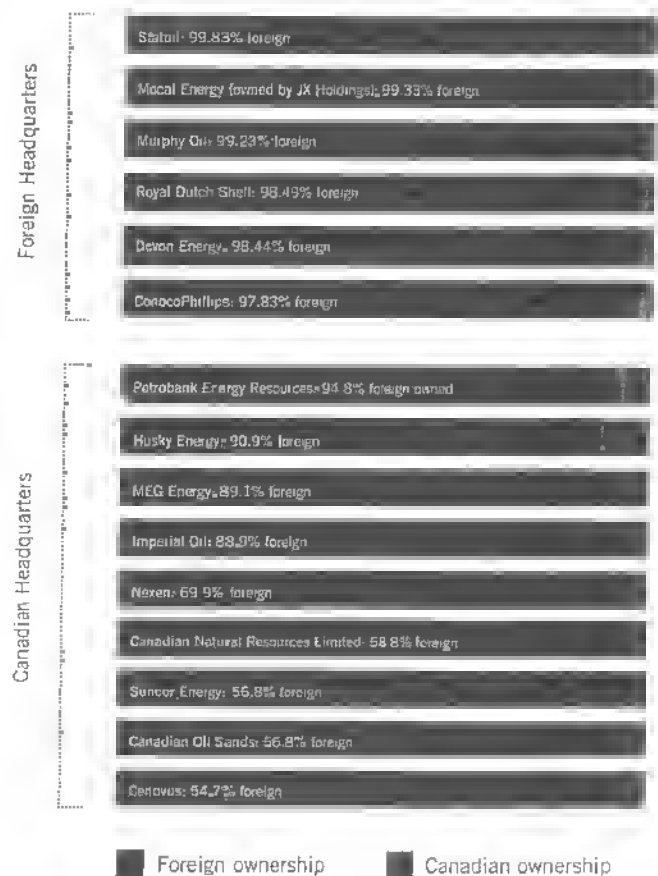 Foreign Headquarters
Statoil: 99.83% foreign
Mocal Energy (owned by JX Holdings): 99.33% foreign
Murphy Oil: 99.23% foreign
Royal Dutch Shell: 98.49% foreign
Devon Energy: 98.44% foreign
ConocoPhillips: 97.83% foreign
Canadian Headquarters
Petrobank Energy Resources: 94.8% foreign owned
Husky Energy: 90.9% foreign
MEG Energy: 89.1% foreign
Imperial Oil: 88.9% foreign
Nexen: 69.9% foreign
Canadian Natural Resources Limited: 58.8% foreign
Suncor Energy: 56.8% foreign
Canadian Oil Sands: 56.8% foreign
Cenovus: 54.7% foreign
Foreign ownership
Canadian ownership